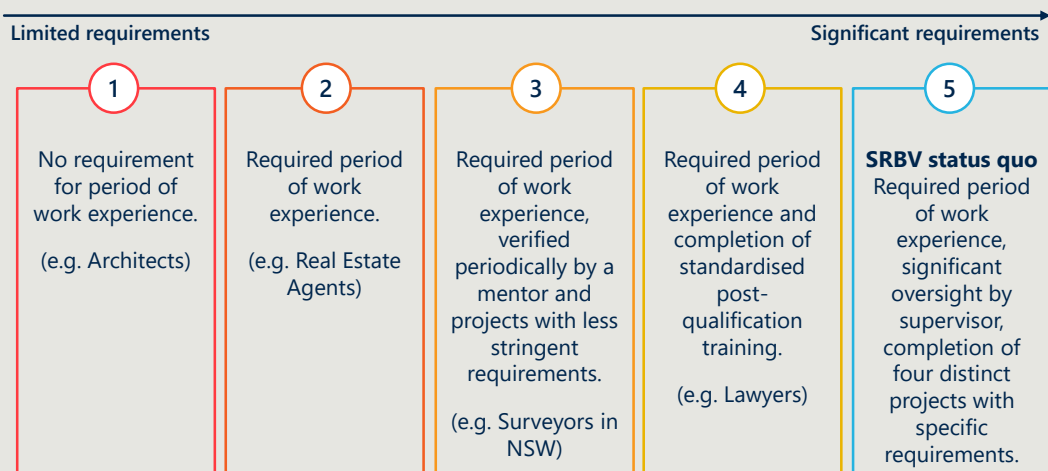 Limited requirements
Significant requirements
1
No requirement
for period of
work experience.
(e.g. Architects)
2
Required period
of work
experience.
(e.g. Real Estate
Agents)
3
Required period
of work
experience,
verified
periodically by a
mentor and
projects with less
stringent
requirements.
(e.g. Surveyors in
NSW)
4
Required period
of work
experience and
completion of
standardised
post-
qualification
training.
(e.g. Lawyers)
5
SRBV status quo
Required period
of work
experience,
significant
oversight by
supervisor,
completion of
four distinct
projects with
specific
requirements.